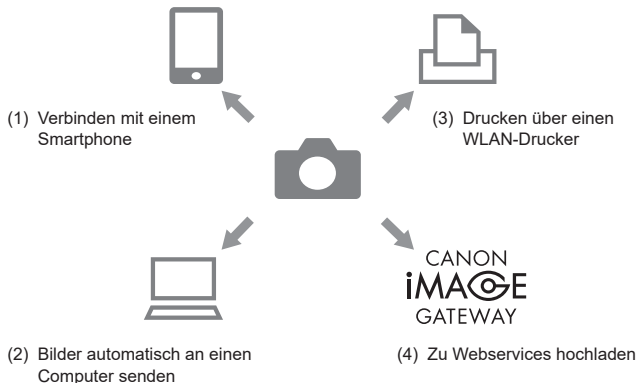 (1) Verbinden mit einem
Smartphone
(3) Drucken über einen
WLAN-Drucker
(2) Bilder automatisch an einen
Computer senden
CANON
iMAGE
GATEWAY
(4) Zu Webservices hochladen